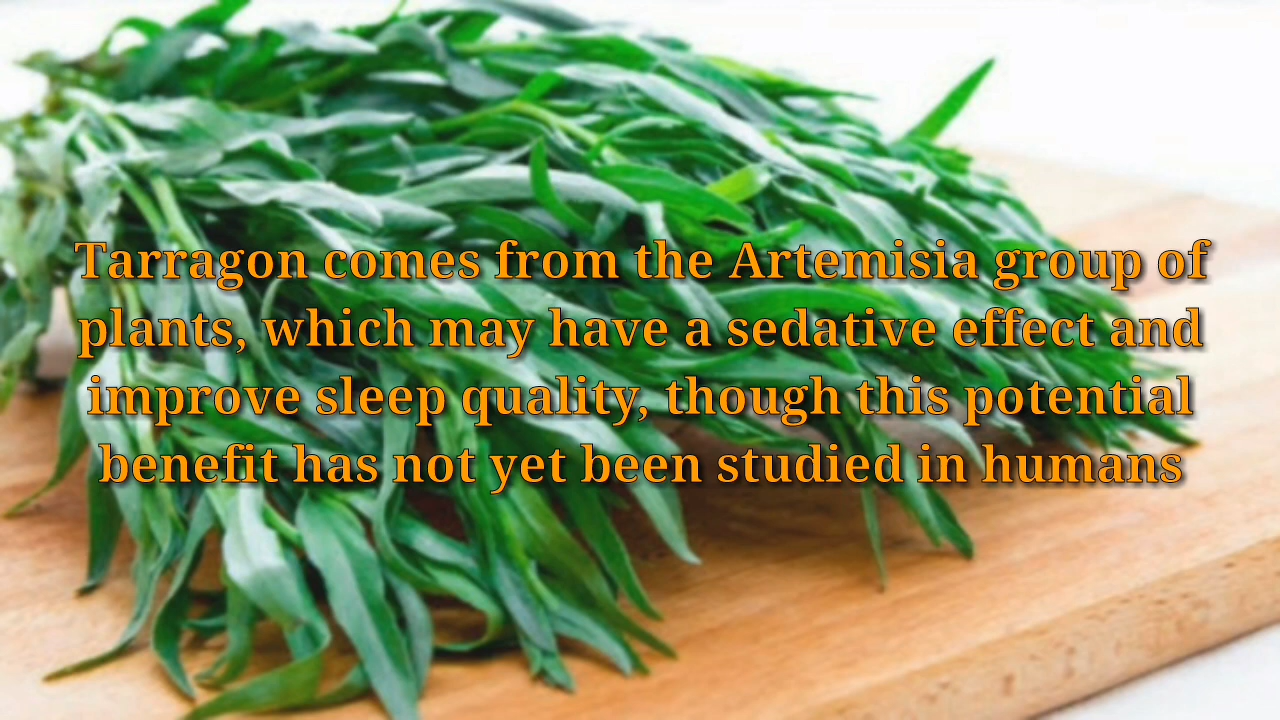 Tarragon comes from the Artemisia group of
plants, which may have a sedative effect and
improve sleep quality, though this potential
benefit has not yet been studied in humans